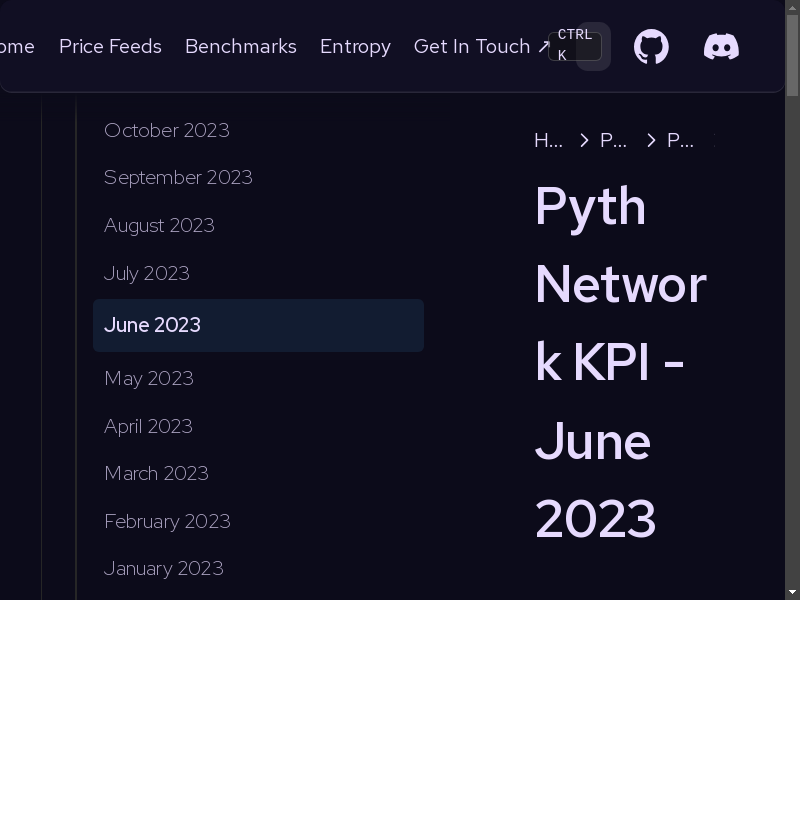 ome Price Feeds Benchmarks Entropy Get In Touch ↗ CTRL K
October 2023
September 2023
August 2023
July 2023
June 2023
May 2023
April 2023
March 2023
February 2023
January 2023
H… P… P…
Pyth
Networ
k KPI -
June
2023